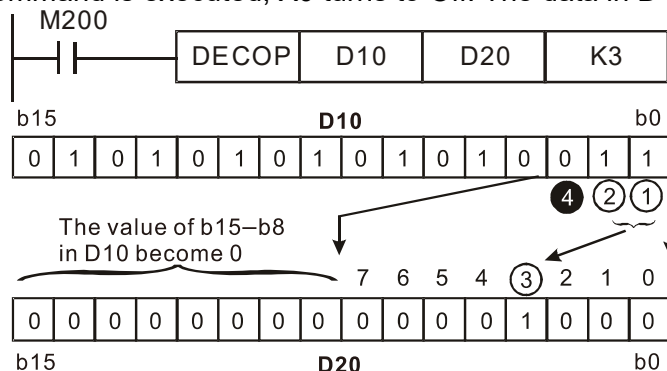 ommand is executed, turns to Off. The data in D
M200
DECOP D10 D20 K3
b15 D10 b0
0 1 0 1 0 1 0 1 0 1 0 1 0 0 1 1
4 2 1
The value of b15–b8
in D10 become 0
7 6 5 4 3 2 1 0
0 0 0 0 0 0 0 0 0 0 0 0 1 0 0 0
b15 D20 b0